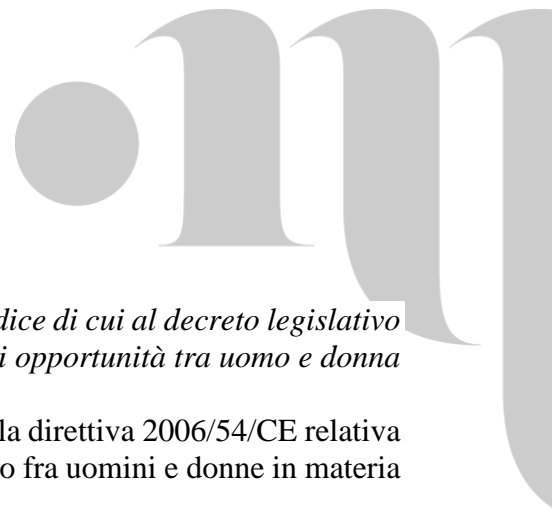 dice di cui al decreto legislativo
i opportunità tra uomo e donna
la direttiva 2006/54/CE relativa
o fra uomini e donne in materia